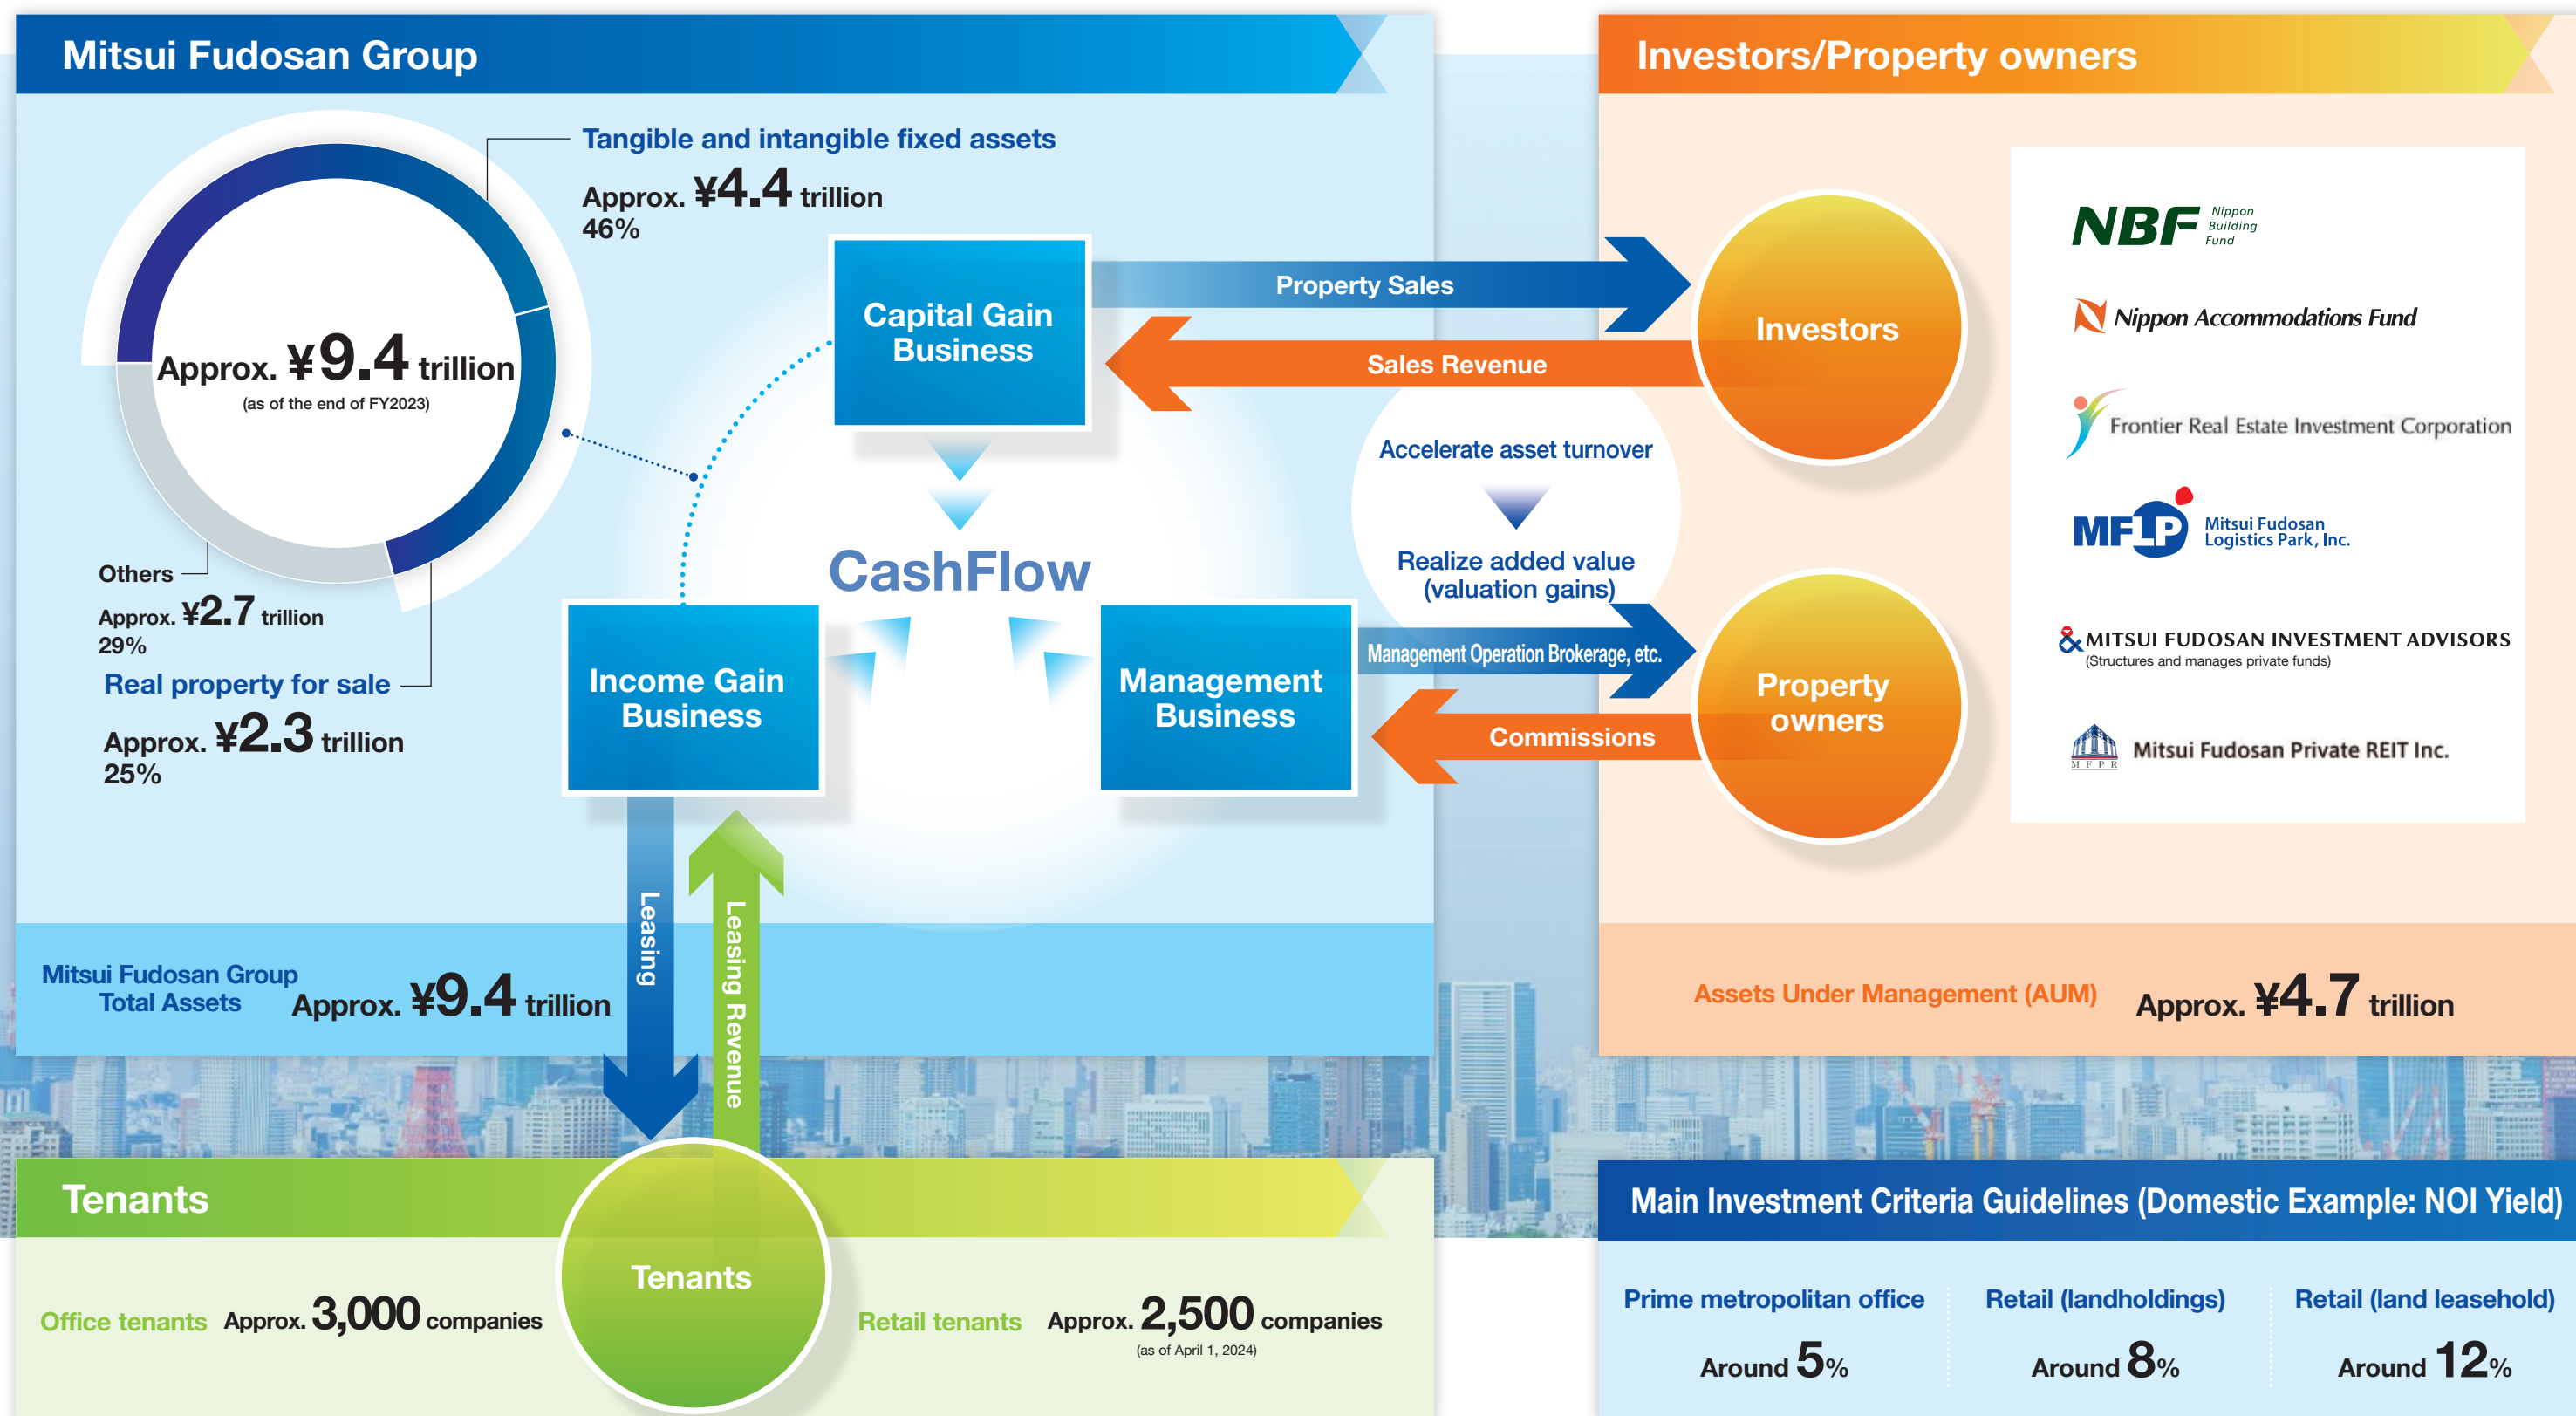 Mitsui Fudosan Group
Tangible and intangible fixed assets
Approx. ¥4.4 trillion
46%
Approx. ¥9.4 trillion
(as of the end of FY2023)
Others
Approx. ¥2.7 trillion
29%
Real property for sale
Approx. ¥2.3 trillion
25%
Capital Gain
Business
CashFlow
Income Gain
Business
Management
Business
Property Sales
Sales Revenue
Accelerate asset turnover
Realize added value
(valuation gains)
Management Operation Brokerage, etc.
Commissions
Leasing
Leasing Revenue
Mitsui Fudosan Group
Total Assets
Approx. ¥9.4 trillion
Investors/Property owners
Investors
Property
owners
NBF Nippon
Building
Fund
Nippon Accommodations Fund
Frontier Real Estate Investment Corporation
MFLP Mitsui Fudosan
Logistics Park, Inc.
& MITSUI FUDOSAN INVESTMENT ADVISORS
(Structures and manages private funds)
MFPR
Mitsui Fudosan Private REIT Inc.
Assets Under Management (AUM) Approx. ¥4.7 trillion
Tenants
Tenants
Office tenants Approx. 3,000 companies
Retail tenants Approx. 2,500 companies
(as of April 1, 2024)
Main Investment Criteria Guidelines (Domestic Example: NOI Yield)
Prime metropolitan office
Around 5%
Retail (landholdings)
Around 8%
Retail (land leasehold)
Around 12%